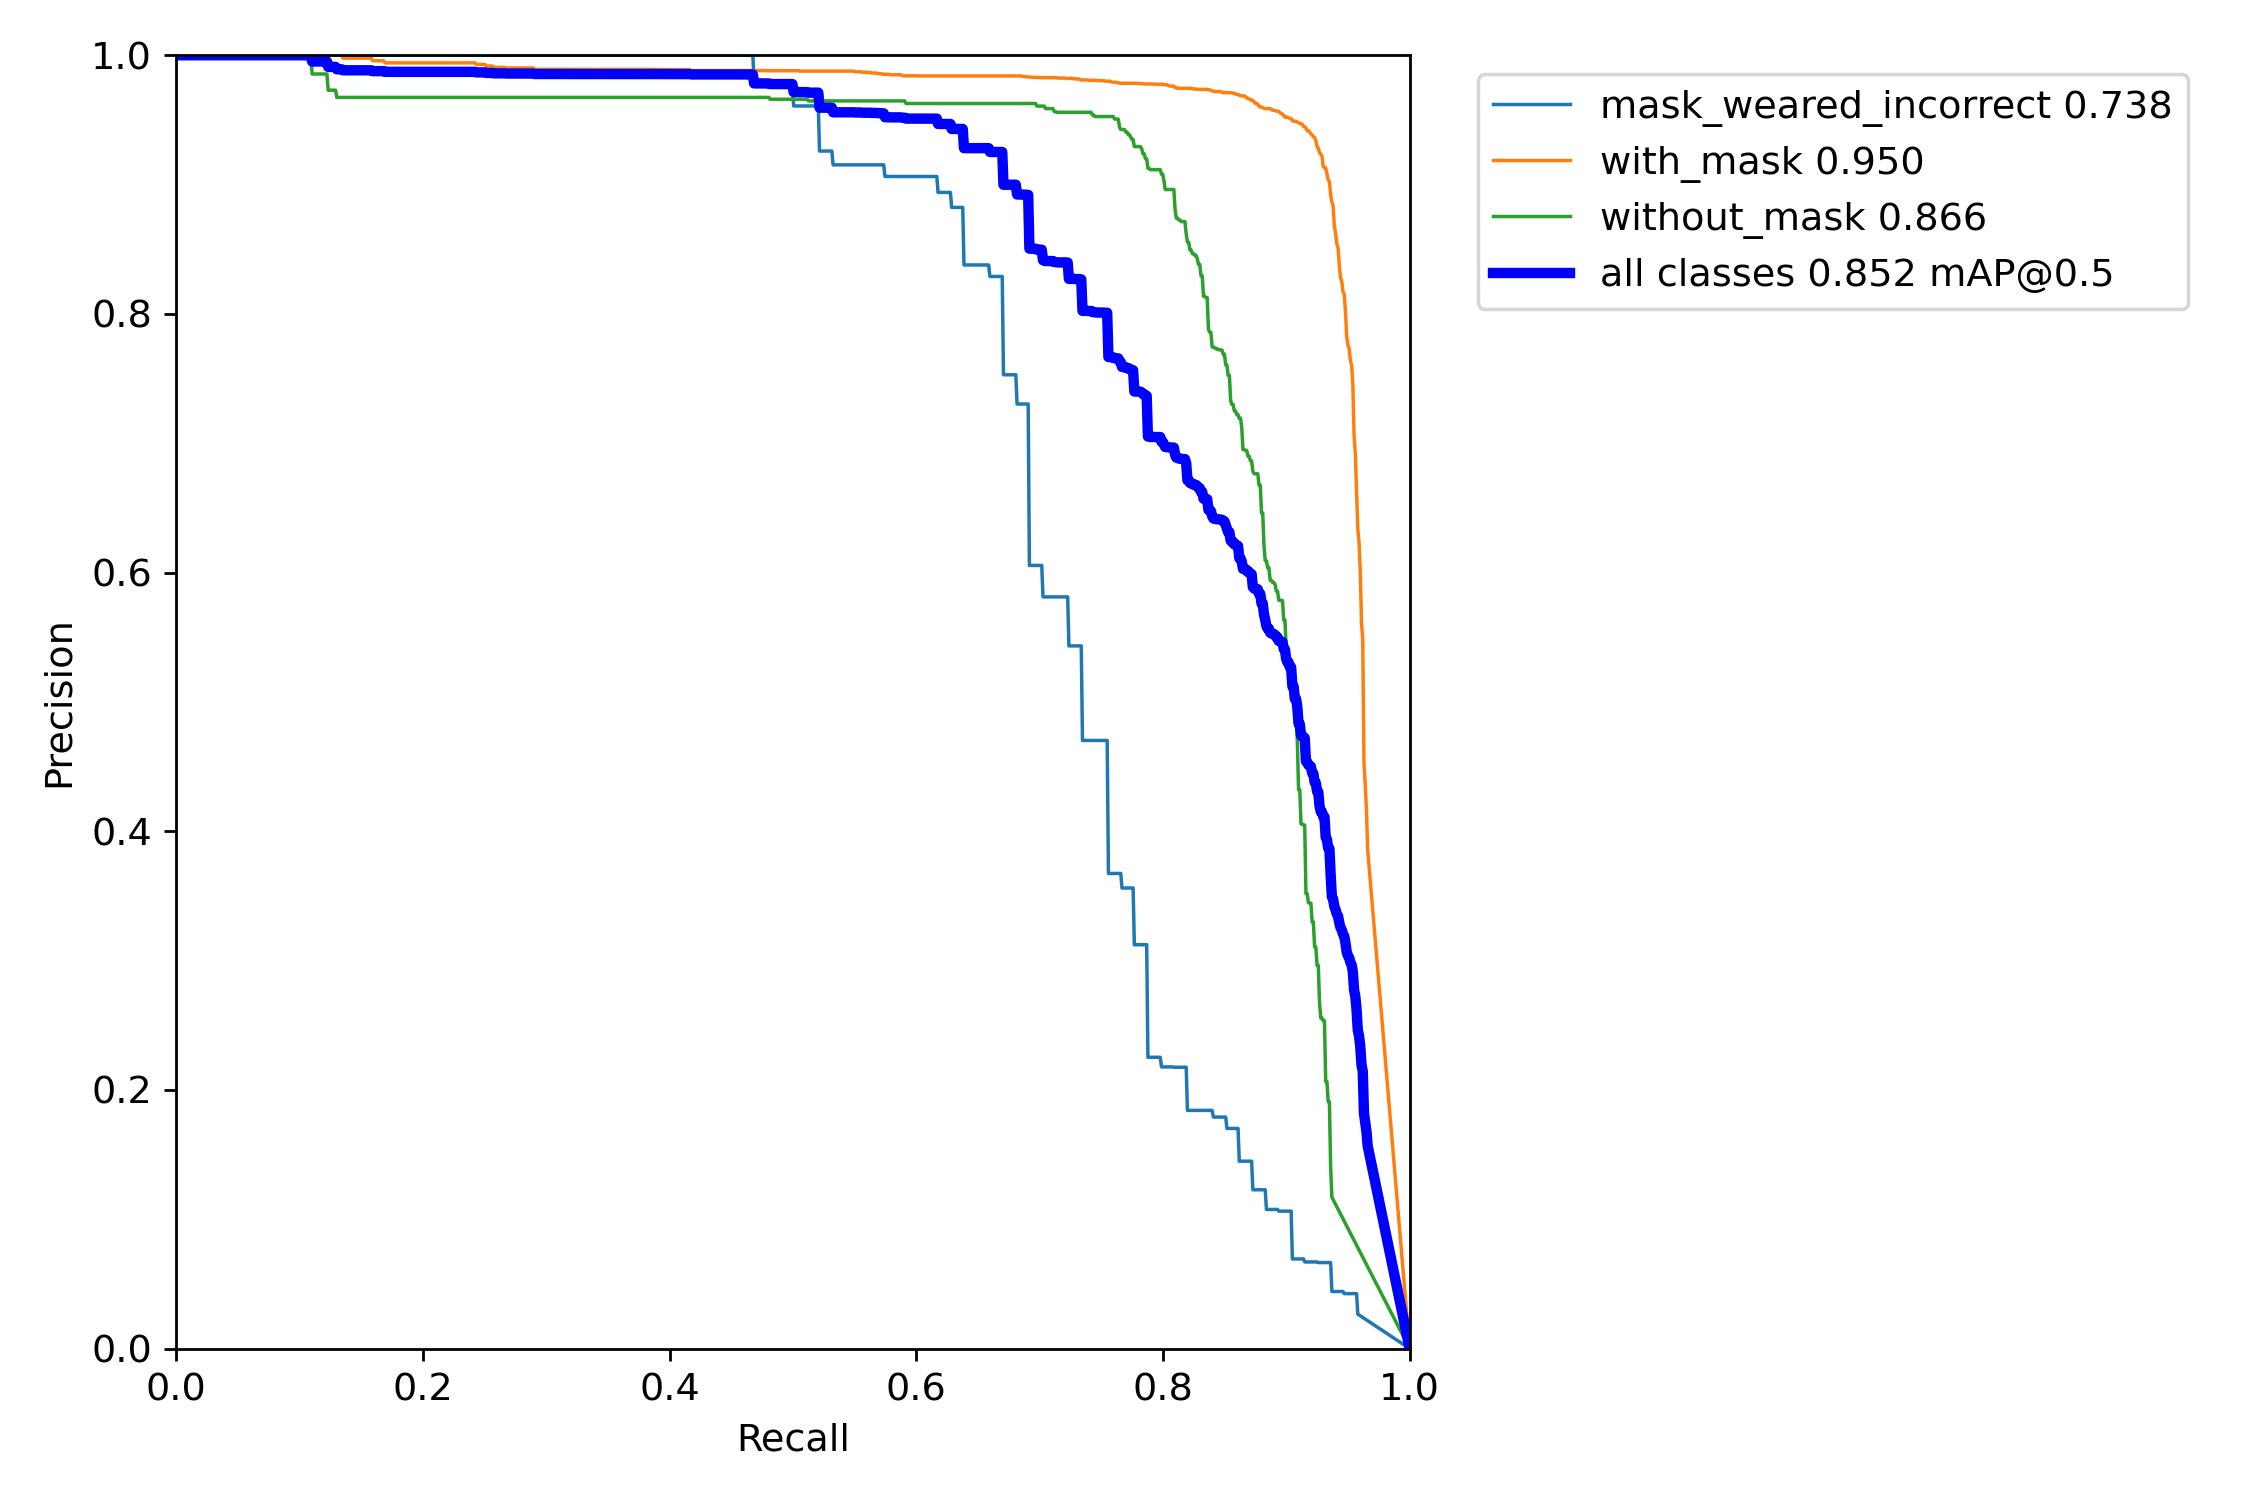 1.0
0.8
0.6
0.4
0.2
0.0
Precision
0.0 0.2 0.4 0.6 0.8 1.0
Recall
mask_weared_incorrect 0.738
with_mask 0.950
without_mask 0.866
all classes 0.852 mAP@0.5